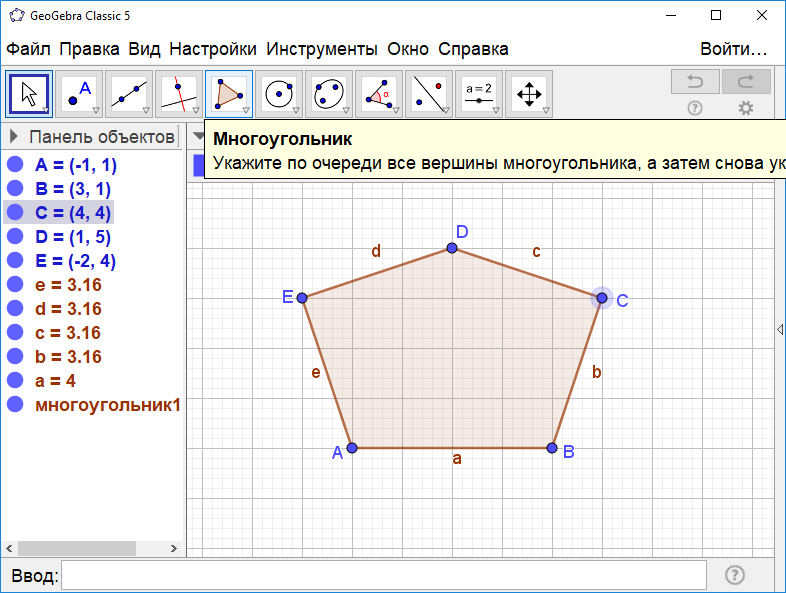 GeoGebra Classic 5
Файл Правка Вид Настройки Инструменты Окно Справка Войти...
A
α
a = 2
Панель объектов
Многоугольник
Укажите по очереди все вершины многоугольника, а затем снова ук
A = (-1, 1)
B = (3, 1)
C = (4, 4)
D = (1, 5)
E = (-2, 4)
e = 3.16
d = 3.16
c = 3.16
b = 3.16
a = 4
многоугольник1
D
d
c
E
C
e
b
A
B
a
Ввод: